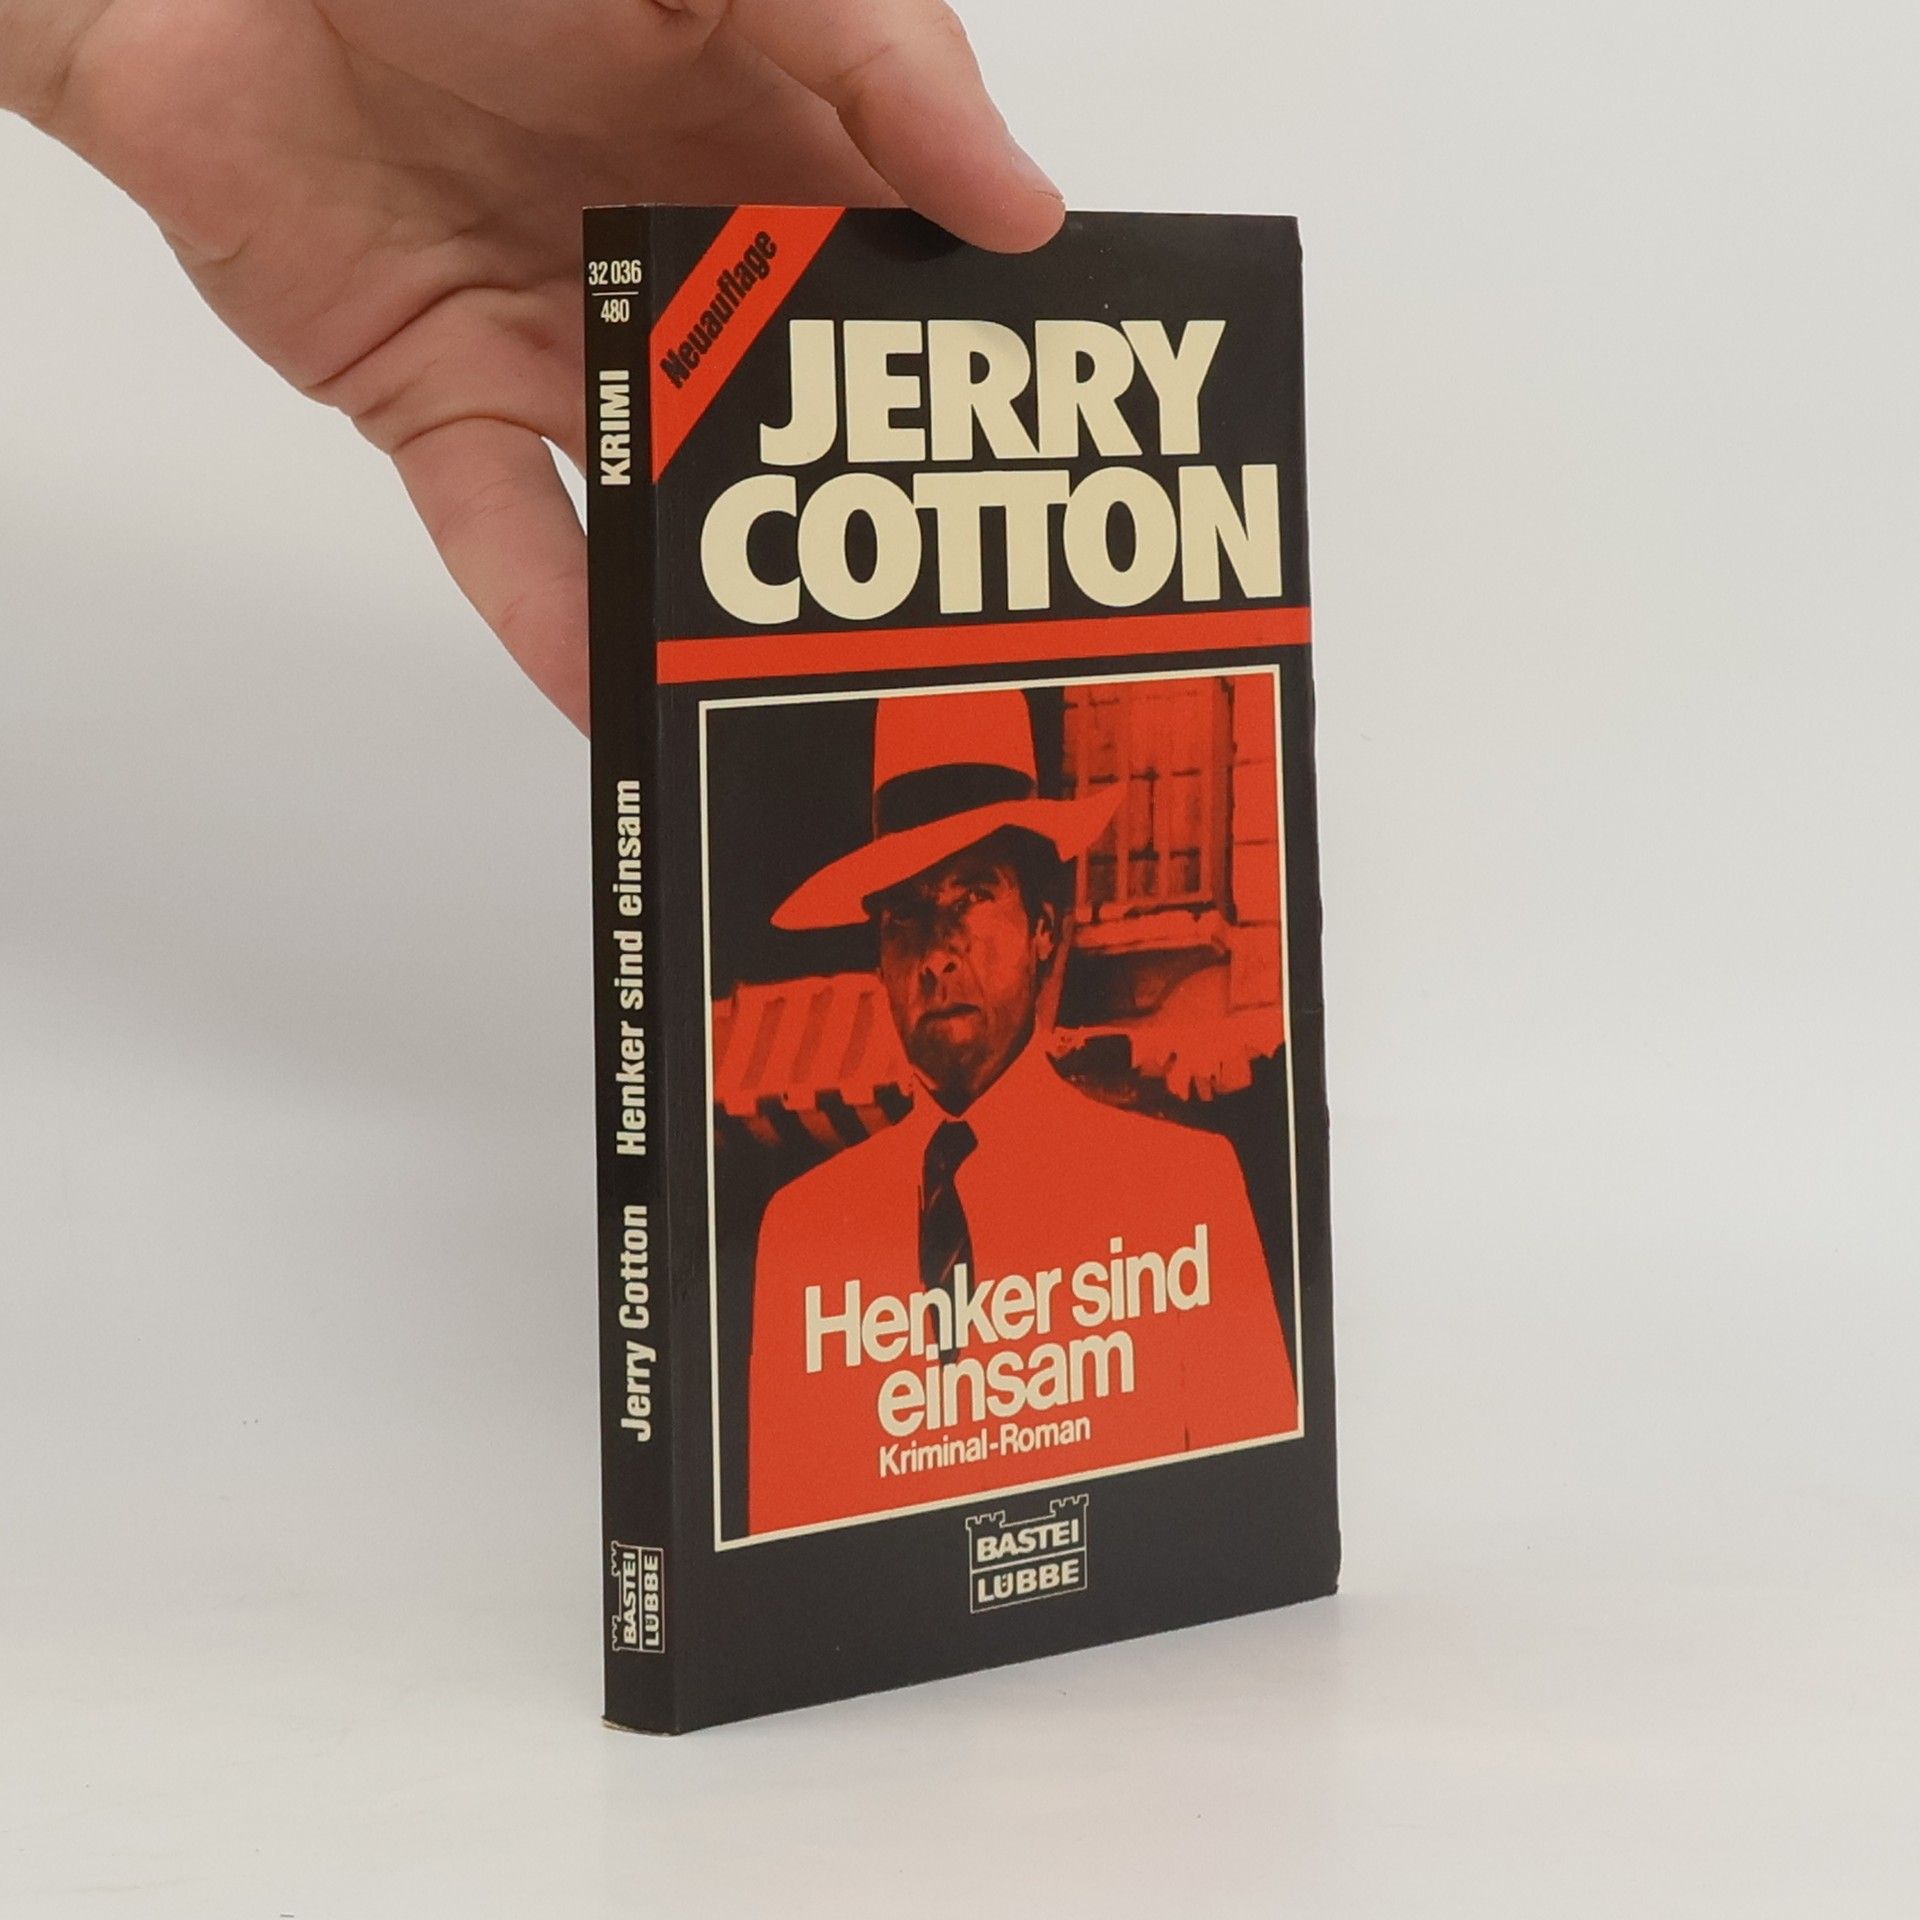 32 036
480
KRIMI
Henker sind einsam
Jerry Cotton
BASTEI
LÜBBE
Neuauflage
JERRY
COTTON
Henker sind
einsam
Kriminal-Roman
BASTEI
LÜBBE